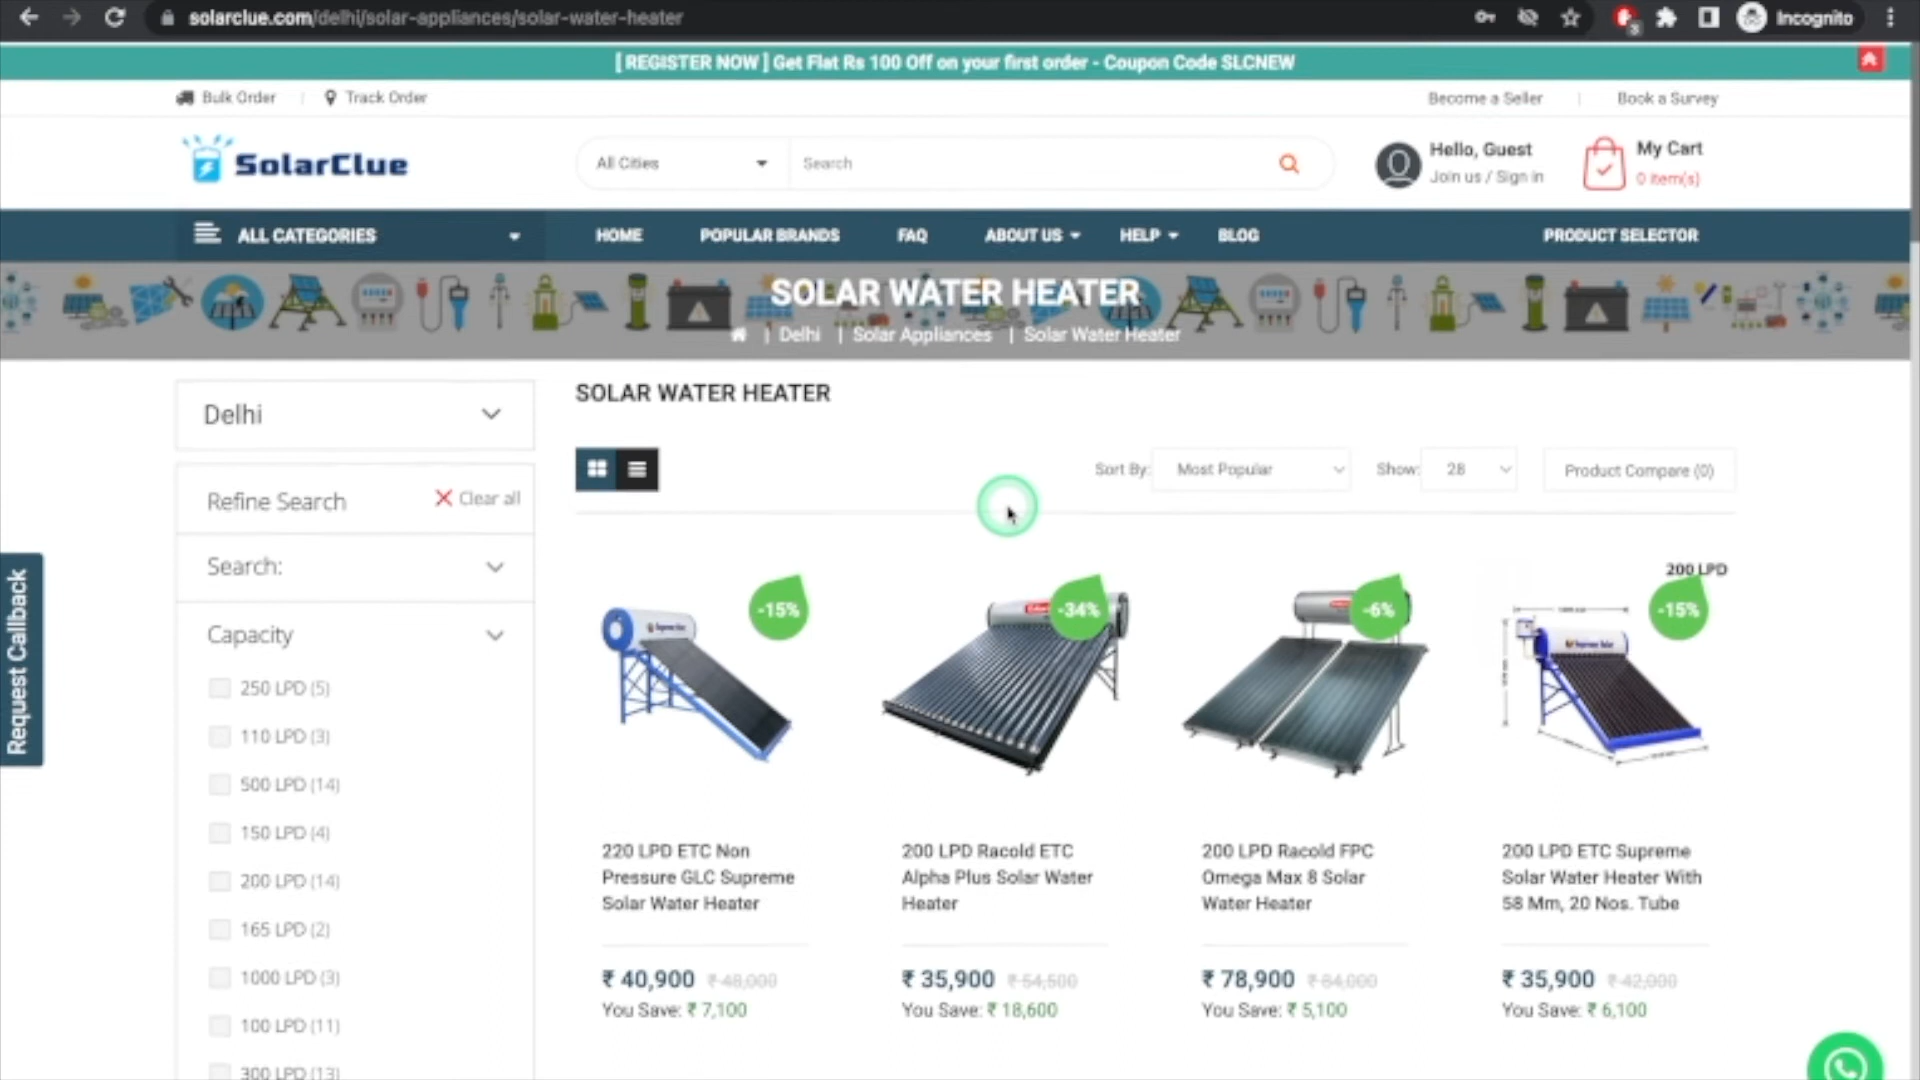 solarclue.com/delhi/solar-appliances/solar-water-heater
Incognito
[ REGISTER NOW ] Get Flat Rs 100 Off on your first order - Coupon Code SLCNEW
Bulk Order
Track Order
Become a Seller
Book a Survey
SolarClue
All Cities
Search
Hello, Guest
Join us / Sign in
My Cart
0 item(s)
ALL CATEGORIES
HOME
POPULAR BRANDS
FAQ
ABOUT US
HELP
BLOG
PRODUCT SELECTOR
SOLAR WATER HEATER
| Delhi | Solar Appliances | Solar Water Heater
Delhi
Refine Search
Clear all
Search:
Capacity
250 LPD (5)
110 LPD (3)
500 LPD (14)
150 LPD (4)
200 LPD (14)
165 LPD (2)
1000 LPD (3)
100 LPD (11)
300 LPD (13)
Request Callback
SOLAR WATER HEATER
Sort By:
Most Popular
Show:
28
Product Compare (0)
-15%
220 LPD ETC Non
Pressure GLC Supreme
Solar Water Heater
₹ 40,900 ₹ 48,000
You Save: ₹ 7,100
-34%
200 LPD Racold ETC
Alpha Plus Solar Water
Heater
₹ 35,900 ₹ 54,500
You Save: ₹ 18,600
-6%
200 LPD Racold FPC
Omega Max 8 Solar
Water Heater
₹ 78,900 ₹ 84,000
You Save: ₹ 5,100
200 LPD
-15%
200 LPD ETC Supreme
Solar Water Heater With
58 Mm, 20 Nos. Tube
₹ 35,900 ₹ 42,000
You Save: ₹ 6,100